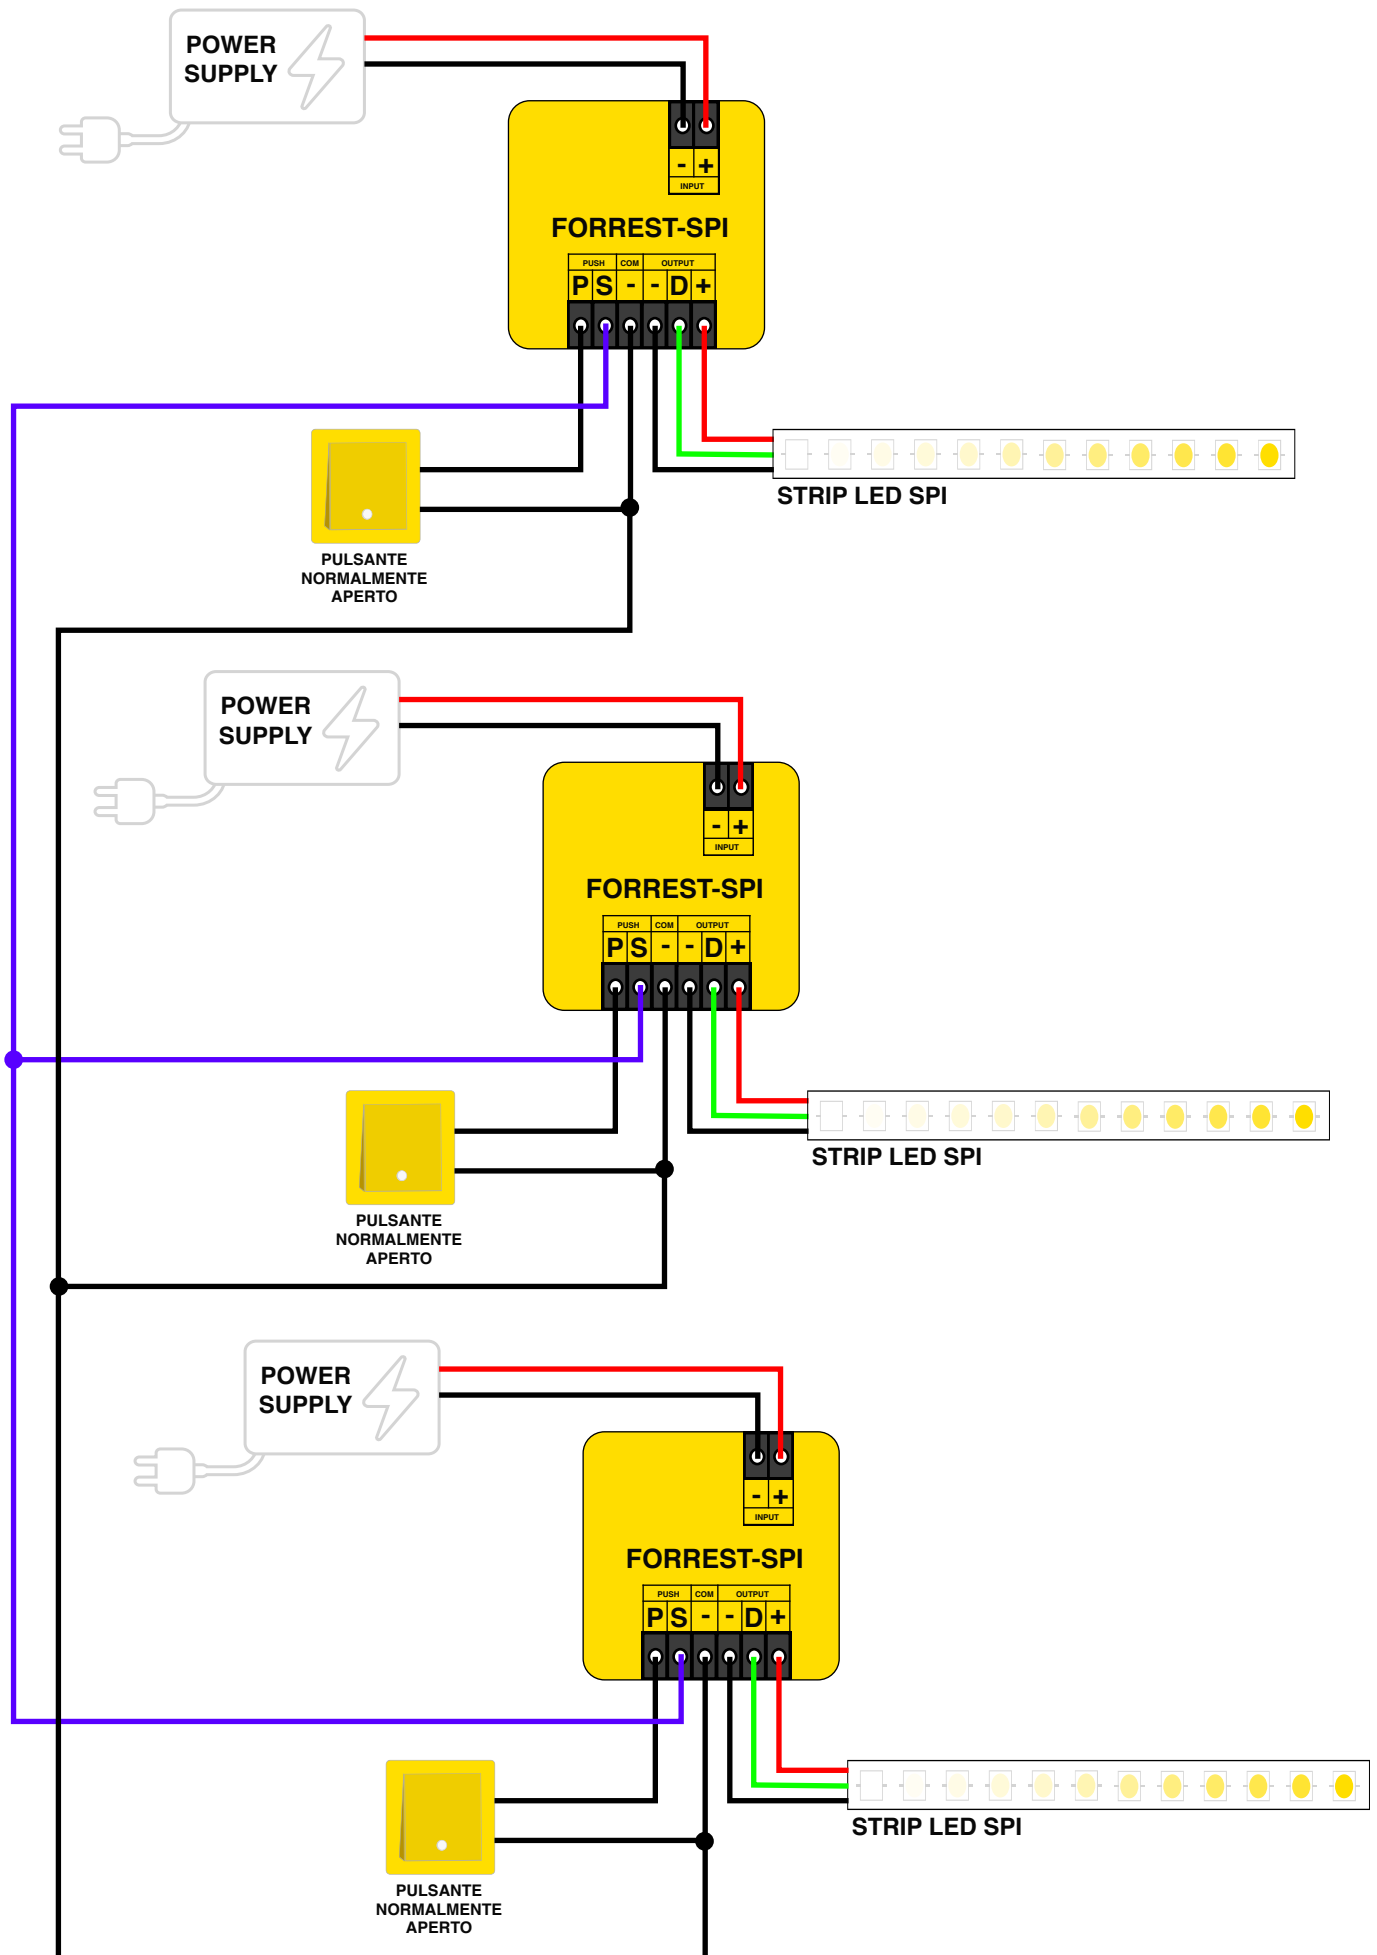 POWER
SUPPLY
- +
INPUT
FORREST-SPI
PUSH COM OUTPUT
P S - - D +
STRIP LED SPI
PULSANTE
NORMALMENTE
APERTO
POWER
SUPPLY
- +
INPUT
FORREST-SPI
PUSH COM OUTPUT
P S - - D +
STRIP LED SPI
PULSANTE
NORMALMENTE
APERTO
POWER
SUPPLY
- +
INPUT
FORREST-SPI
PUSH COM OUTPUT
P S - - D +
STRIP LED SPI
PULSANTE
NORMALMENTE
APERTO